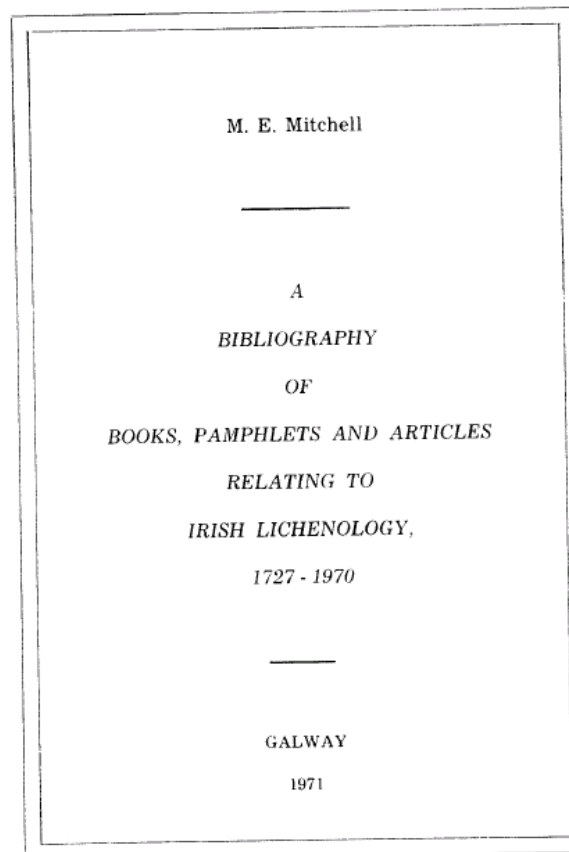 M. E. Mitchell
A
BIBLIOGRAPHY
OF
BOOKS, PAMPHLETS AND ARTICLES
RELATING TO
IRISH LICHENOLOGY,
1727 - 1970
GALWAY
1971